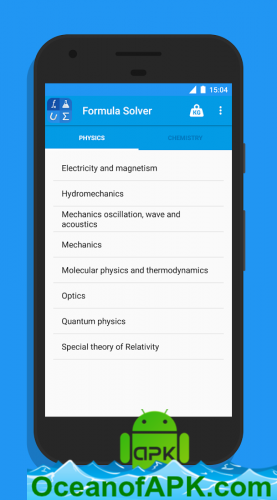 15:04
Formula Solver
KG
PHYSICS
CHEMISTRY
Electricity and magnetism
Hydromechanics
Mechanics oscillation, wave and
acoustics
Mechanics
Molecular physics and thermodynamics
Optics
Quantum physics
Special theory of Relativity
apk
OceanofAPK.com